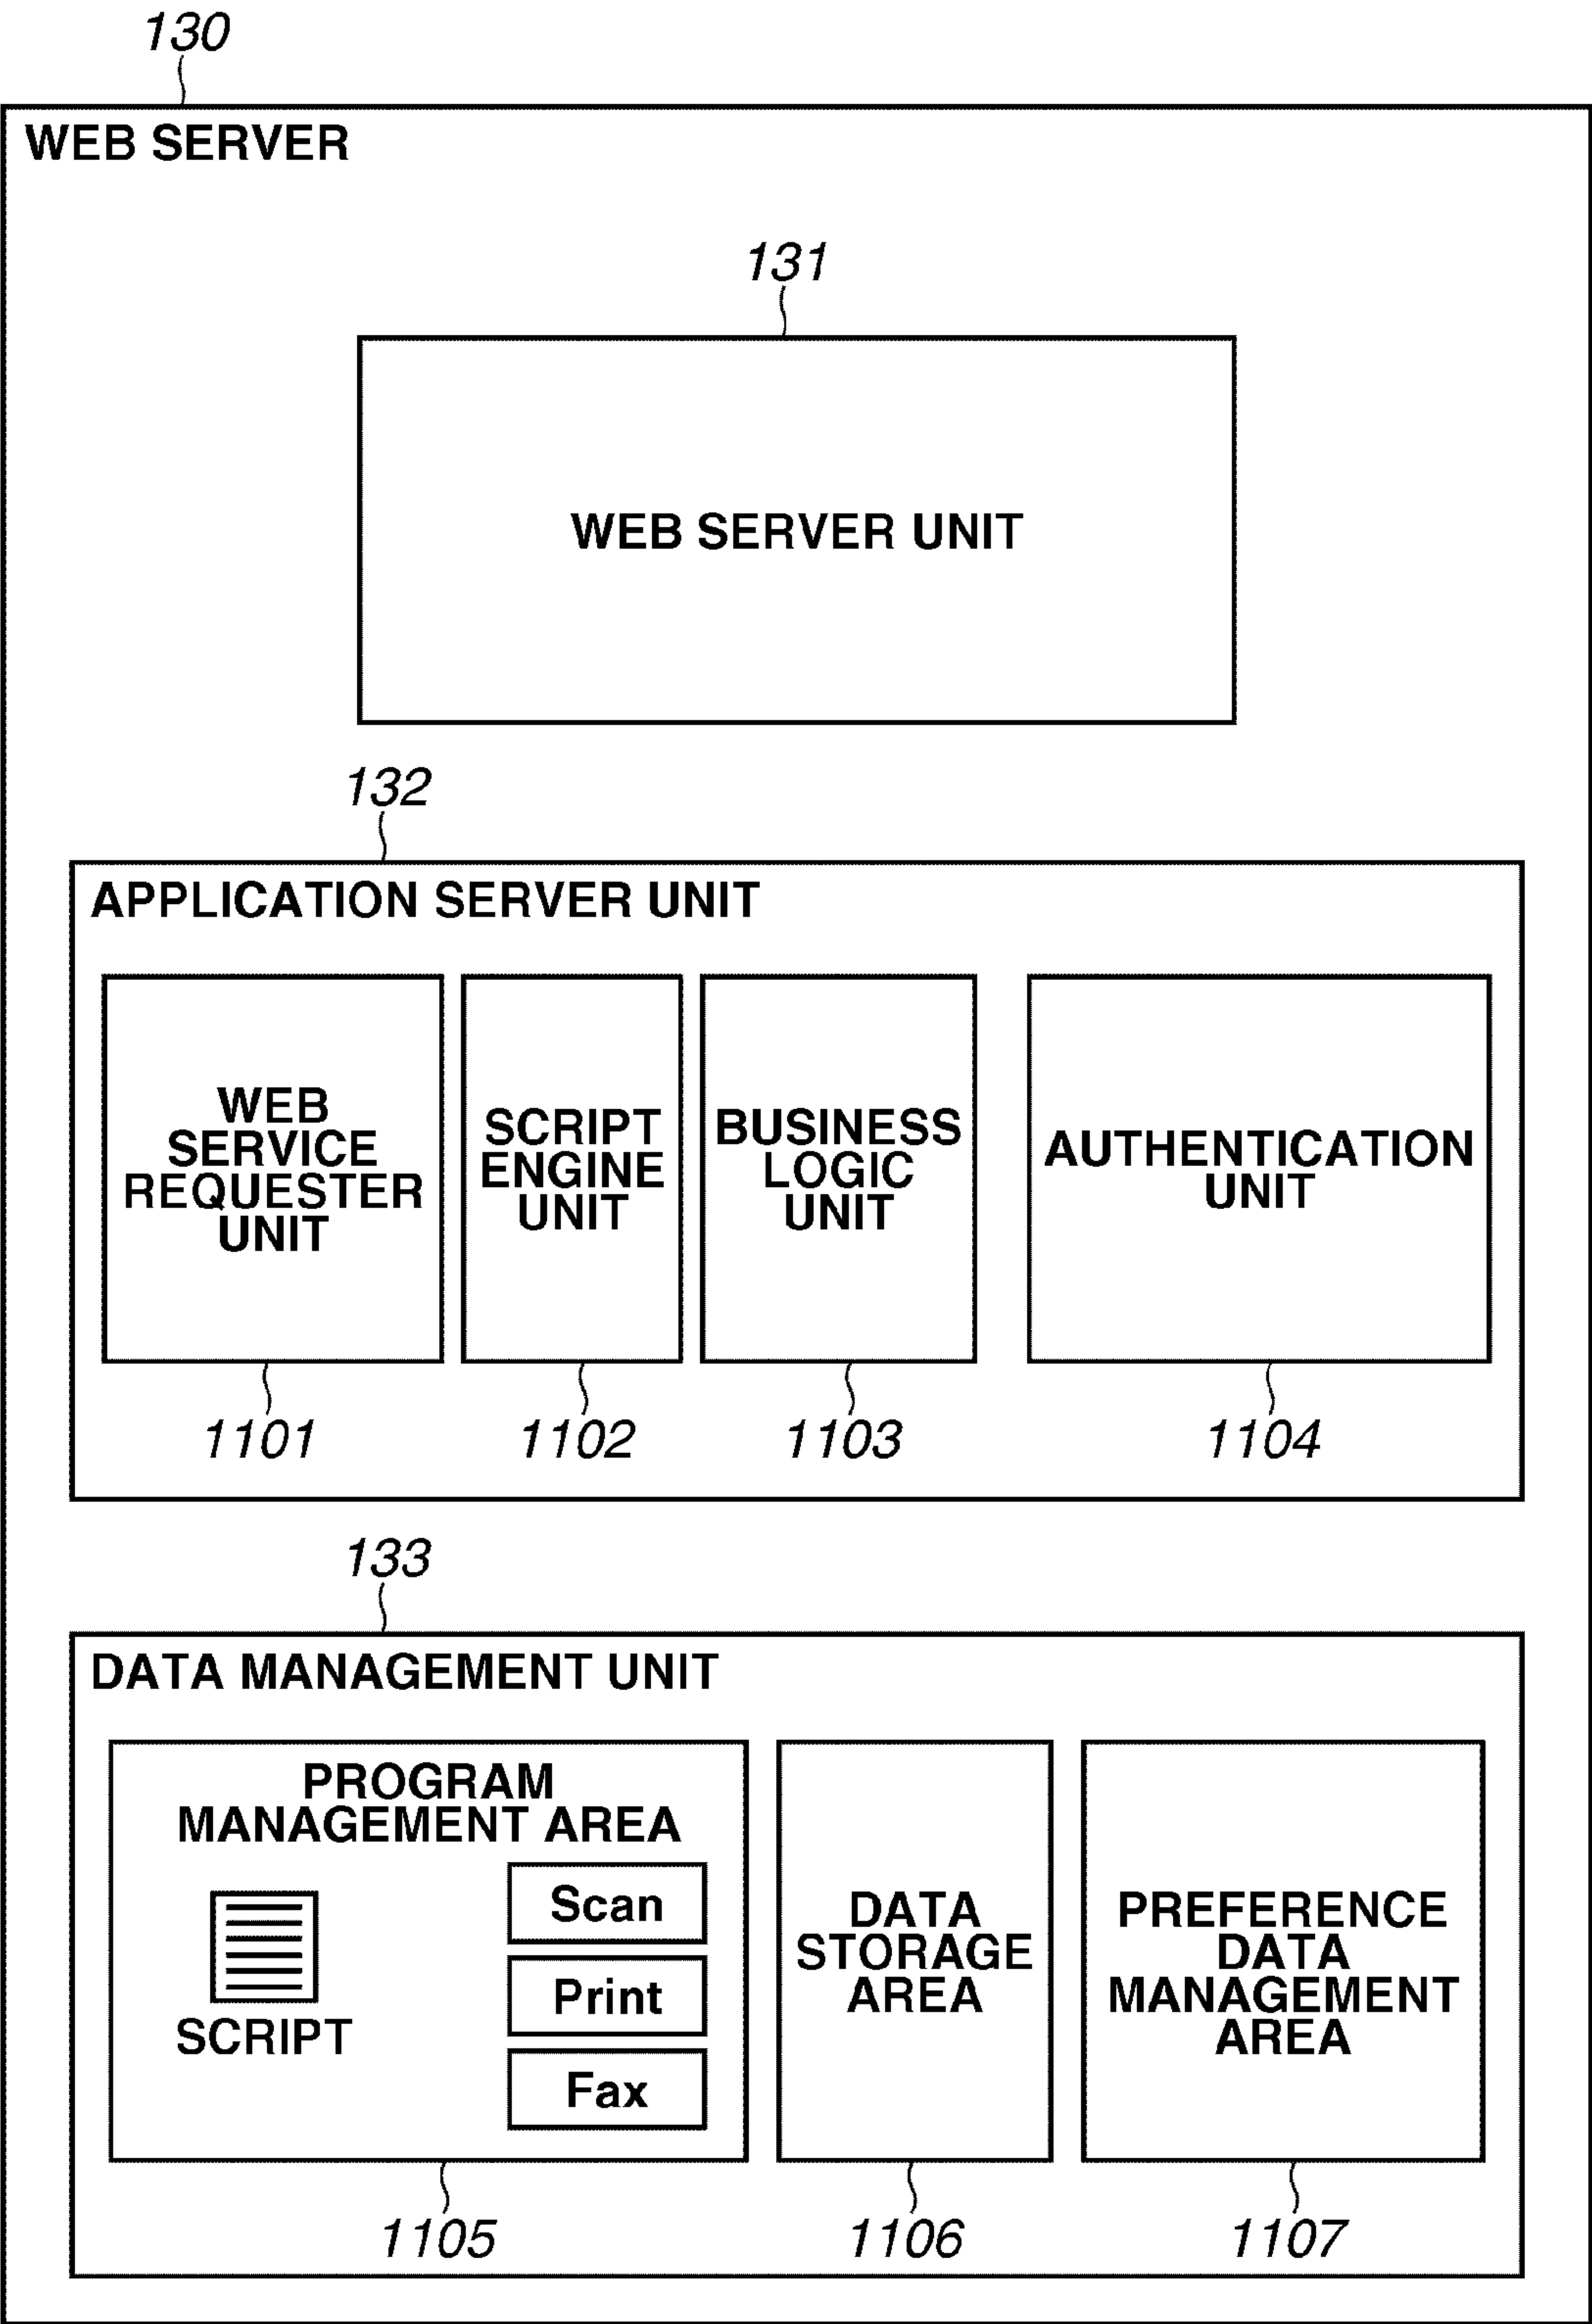 130
WEB SERVER
131
WEB SERVER UNIT
132
APPLICATION SERVER UNIT
WEB
SERVICE
REQUESTER
UNIT
SCRIPT
ENGINE
UNIT
BUSINESS
LOGIC
UNIT
AUTHENTICATION
UNIT
1101
1102
1103
1104
133
DATA MANAGEMENT UNIT
PROGRAM
MANAGEMENT AREA
SCRIPT
Scan
Print
Fax
DATA
STORAGE
AREA
PREFERENCE
DATA
MANAGEMENT
AREA
1105
1106
1107